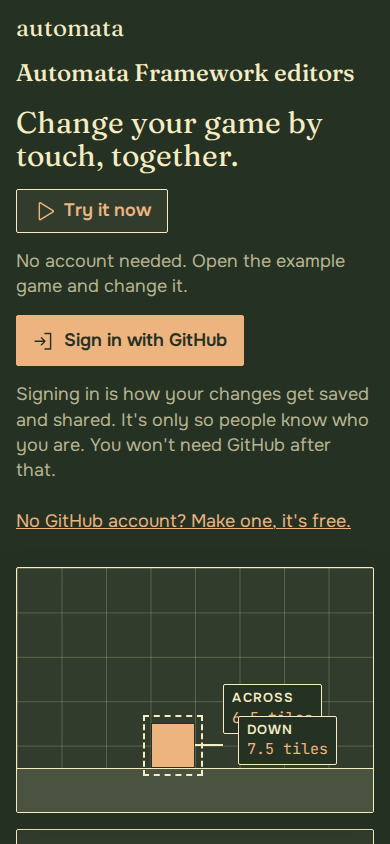 automata
Automata Framework editors
Change your game by
touch, together.
Try it now
No account needed. Open the example
game and change it.
Sign in with GitHub
Signing in is how your changes get saved
and shared. It's only so people know who
you are. You won't need GitHub after
that.
No GitHub account? Make one, it's free.
ACROSS
DOWN
7.5 tiles